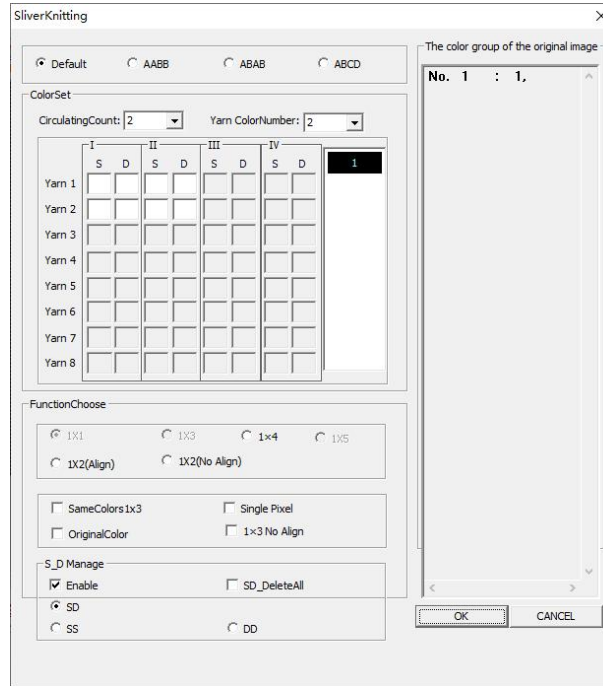 SliverKnitting
Default AABB ABAB ABCD
ColorSet
CirculatingCount: 2 Yarn ColorNumber: 2
I II III IV
S D S D S D S D 1
Yarn 1
Yarn 2
Yarn 3
Yarn 4
Yarn 5
Yarn 6
Yarn 7
Yarn 8
FunctionChoose
1X1 1X3 1×4 1X5
1X2(Align) 1X2(No Align)
SameColors1x3 Single Pixel
OriginalColor 1×3 No Align
S_D Manage
Enable SD_DeleteAll
SD
SS DD
The color group of the original image
No. 1 : 1,
OK CANCEL